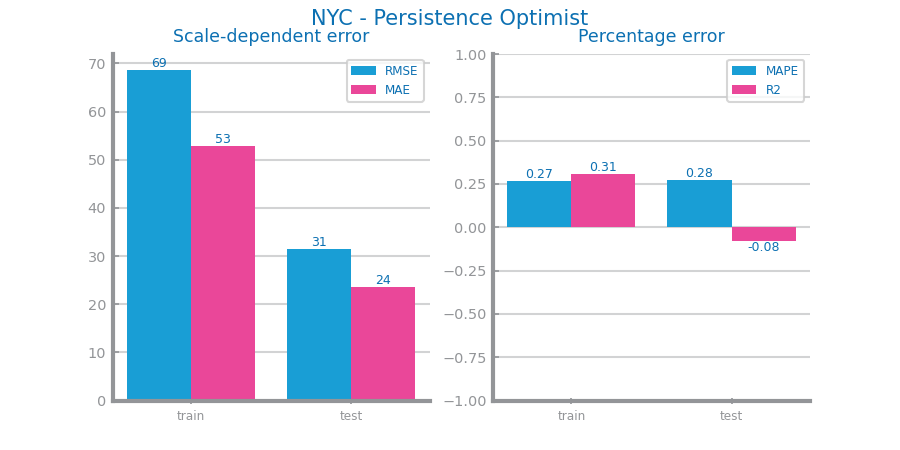 NYC - Persistence Optimist
Scale-dependent error
70
60
50
40
30
20
10
0
69
53
31
24
RMSE
MAE
train
test
Percentage error
1.00
0.75
0.50
0.25
0.00
−0.25
−0.50
−0.75
−1.00
0.27
0.31
0.28
-0.08
MAPE
R2
train
test